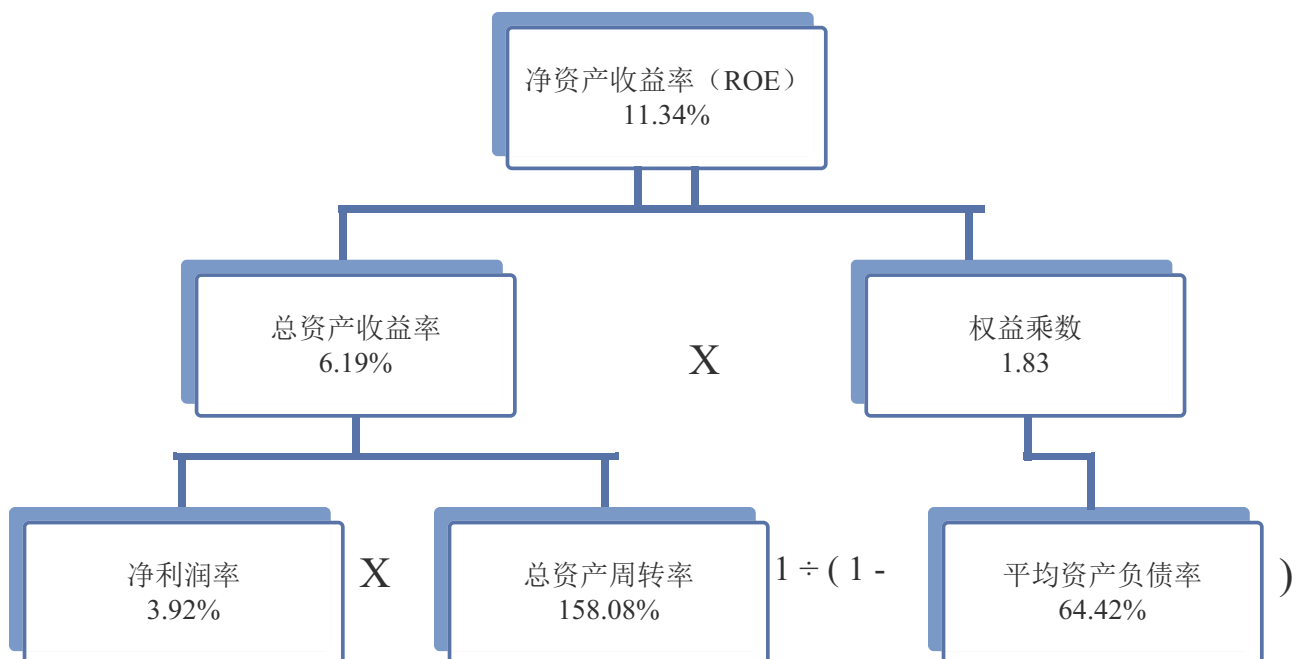 净资产收益率（ROE）
11.34%
总资产收益率
6.19%
X
权益乘数
1.83
净利润率
3.92%
X
总资产周转率
158.08%
1 ÷ ( 1 -
平均资产负债率
64.42%
)